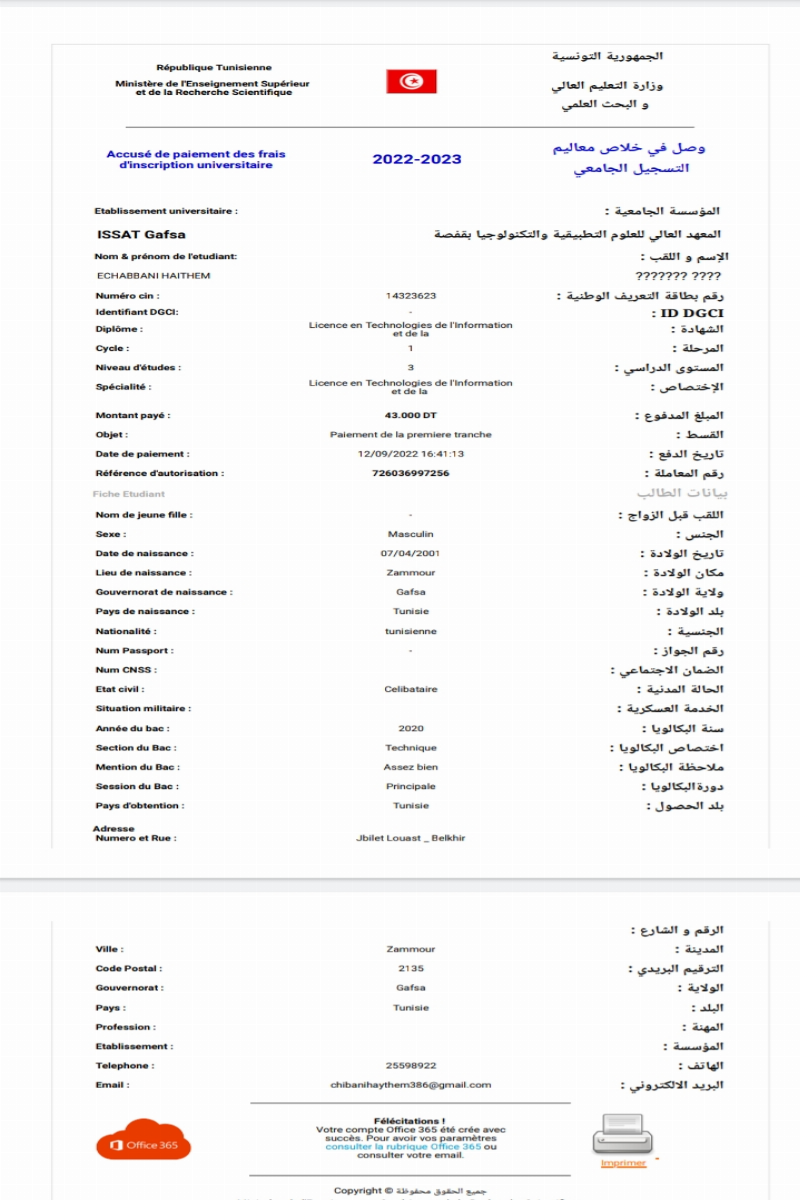 République Tunisienne
الجمهورية التونسية
Ministère de l'Enseignement Supérieur
et de la Recherche Scientifique
وزارة التعليم العالي
و البحث العلمي
Accusé de paiement des frais
d'inscription universitaire
2022-2023
وصل في خلاص معاليم
التسجيل الجامعي
Etablissement universitaire : المؤسسة الجامعية :
ISSAT Gafsa المعهد العالي للعلوم التطبيقية والتكنولوجيا بقفصة
Nom & prénom de l'etudiant: الإسم و اللقب :
ECHABBANI HAITHEM ??????? ????
Numéro cin : 14323623 رقم بطاقة التعريف الوطنية :
Identifiant DGCI: - ID DGCI :
Diplôme : Licence en Technologies de l'Information et de la الشهادة :
Cycle : 1 المرحلة :
Niveau d'études : 3 المستوى الدراسي :
Spécialité : Licence en Technologies de l'Information et de la الإختصاص :
Montant payé : 43.000 DT المبلغ المدفوع :
Objet : Paiement de la premiere tranche القسط :
Date de paiement : 12/09/2022 16:41:13 تاريخ الدفع :
Référence d'autorisation : 726036997256 رقم المعاملة :
Fiche Etudiant بيانات الطالب
Nom de jeune fille : - اللقب قبل الزواج :
Sexe : Masculin الجنس :
Date de naissance : 07/04/2001 تاريخ الولادة :
Lieu de naissance : Zammour مكان الولادة :
Gouvernorat de naissance : Gafsa ولاية الولادة :
Pays de naissance : Tunisie بلد الولادة :
Nationalité : tunisienne الجنسية :
Num Passport : - رقم الجواز :
Num CNSS : الضمان الاجتماعي :
Etat civil : Celibataire الحالة المدنية :
Situation militaire : الخدمة العسكرية :
Année du bac : 2020 سنة البكالويا :
Section du Bac : Technique اختصاص البكالويا :
Mention du Bac : Assez bien ملاحظة البكالويا :
Session du Bac : Principale دورةالبكالويا :
Pays d'obtention : Tunisie بلد الحصول :
Adresse
Numero et Rue : Jbilet Louast _ Belkhir
الرقم و الشارع :
Ville : Zammour المدينة :
Code Postal : 2135 الترقيم البريدي :
Gouvernorat : Gafsa الولاية :
Pays : Tunisie البلد :
Profession : المهنة :
Etablissement : المؤسسة :
Telephone : 25598922 الهاتف :
Email : chibanihaythem386@gmail.com البريد الالكتروني :
Office 365
Félécitations !
Votre compte Office 365 été crée avec
succès. Pour avoir vos paramètres
consulter la rubrique Office 365 ou
consulter votre email.
Imprimer
Copyright © جميع الحقوق محفوظة